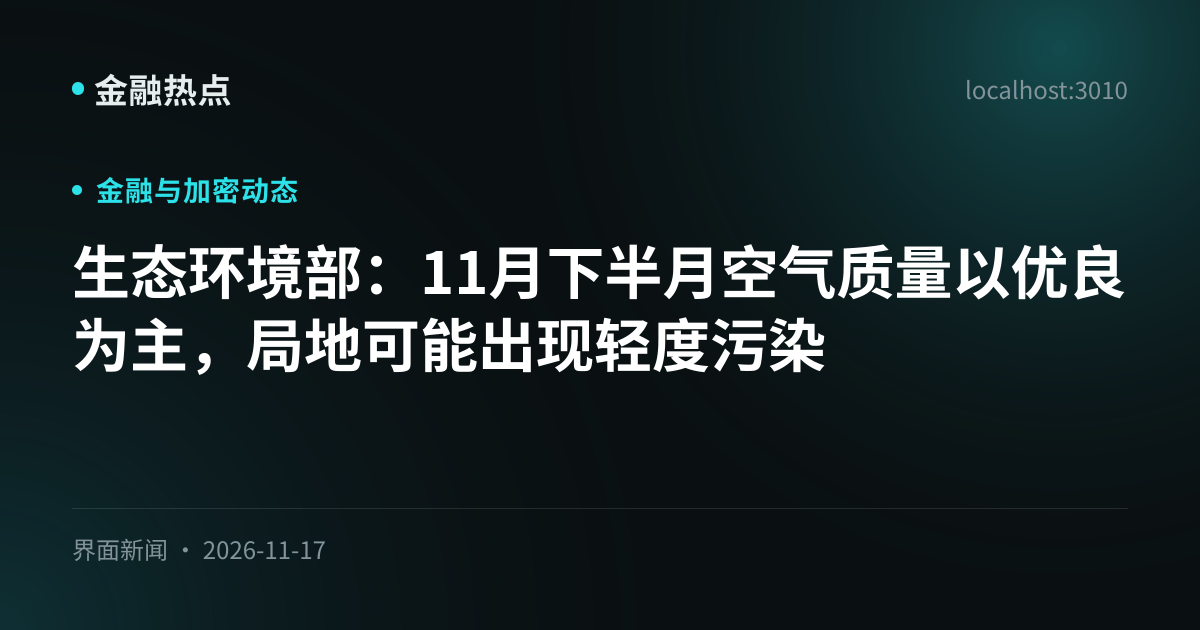 金融热点
localhost:3010
金融与加密动态
生态环境部：11月下半月空气质量以优良
为主，局地可能出现轻度污染
界面新闻 · 2026-11-17